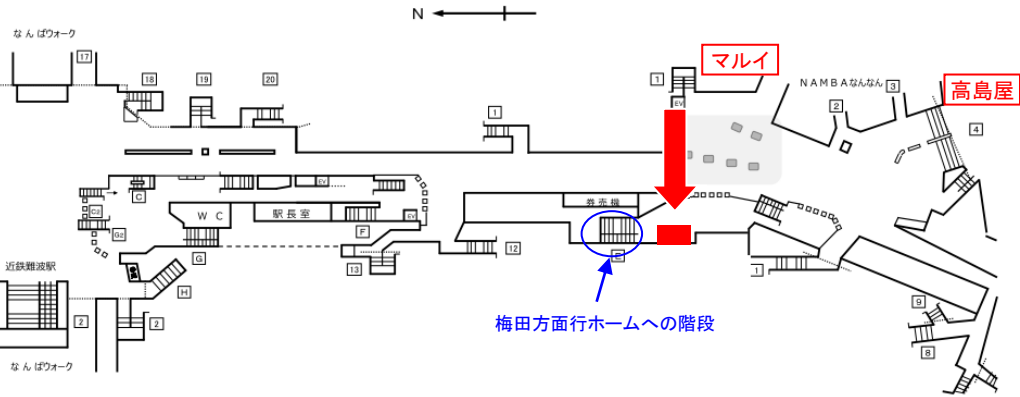 N
なんばウォーク
17
18
19
20
1
1
EV
マルイ
NAMBAなんなん
3
2
高島屋
4
C
EV
C2
G2
WC
駅長室
EV
F
G
券売機
E
12
13
H
近鉄難波駅
2
2
1
9
8
梅田方面行ホームへの階段
なんばウォーク